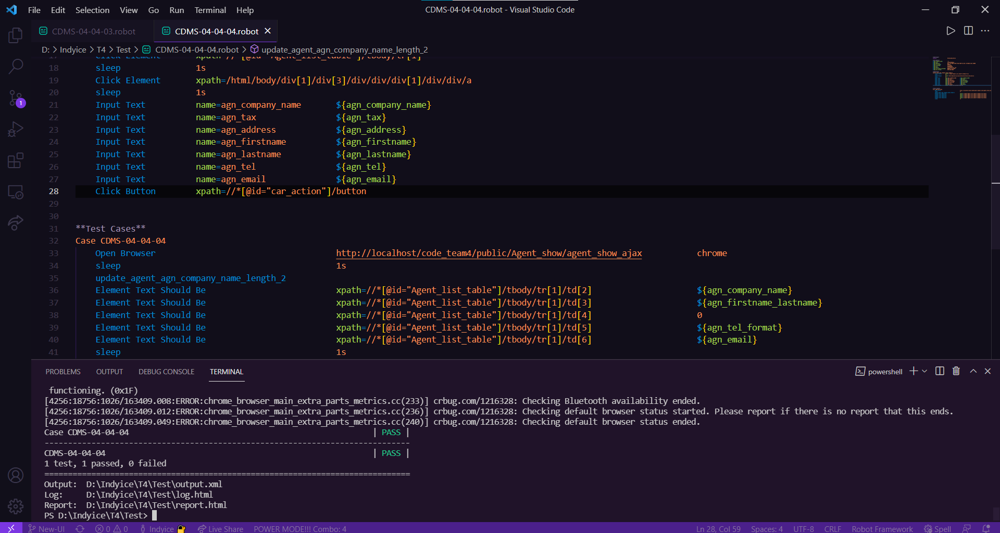 File Edit Selection View Go Run Terminal Help CDMS-04-04-04.robot - Visual Studio Code
CDMS-04-04-03.robot CDMS-04-04-04.robot
D: > Indyice > T4 > Test > CDMS-04-04-04.robot > update_agent_agn_company_name_length_2
17 Click Element xpath=//*[@id="Agent_list_table"]/tbody/tr[1]
18 sleep 1s
19 Click Element xpath=/html/body/div[1]/div[3]/div/div/div[1]/div/div/a
20 sleep 1s
21 Input Text name=agn_company_name ${agn_company_name}
22 Input Text name=agn_tax ${agn_tax}
23 Input Text name=agn_address ${agn_address}
24 Input Text name=agn_firstname ${agn_firstname}
25 Input Text name=agn_lastname ${agn_lastname}
26 Input Text name=agn_tel ${agn_tel}
27 Input Text name=agn_email ${agn_email}
28 Click Button xpath=//*[@id="car_action"]/button
29
30
31 **Test Cases**
32 Case CDMS-04-04-04
33 Open Browser http://localhost/code_team4/public/Agent_show/agent_show_ajax chrome
34 sleep 1s
35 update_agent_agn_company_name_length_2
36 Element Text Should Be xpath=//*[@id="Agent_list_table"]/tbody/tr[1]/td[2] ${agn_company_name}
37 Element Text Should Be xpath=//*[@id="Agent_list_table"]/tbody/tr[1]/td[3] ${agn_firstname_lastname}
38 Element Text Should Be xpath=//*[@id="Agent_list_table"]/tbody/tr[1]/td[4] 0
39 Element Text Should Be xpath=//*[@id="Agent_list_table"]/tbody/tr[1]/td[5] ${agn_tel_format}
40 Element Text Should Be xpath=//*[@id="Agent_list_table"]/tbody/tr[1]/td[6] ${agn_email}
41 sleep 1s
PROBLEMS OUTPUT DEBUG CONSOLE TERMINAL powershell
functioning. (0x1F)
[4256:18756:1026/163409.008:ERROR:chrome_browser_main_extra_parts_metrics.cc(233)] crbug.com/1216328: Checking Bluetooth availability ended.
[4256:18756:1026/163409.012:ERROR:chrome_browser_main_extra_parts_metrics.cc(236)] crbug.com/1216328: Checking default browser status started. Please report if there is no report that this ends.
[4256:18756:1026/163409.049:ERROR:chrome_browser_main_extra_parts_metrics.cc(240)] crbug.com/1216328: Checking default browser status ended.
Case CDMS-04-04-04 | PASS |
------------------------------------------------------------------------------
CDMS-04-04-04 | PASS |
1 test, 1 passed, 0 failed
==============================================================================
Output: D:\Indyice\T4\Test\output.xml
Log: D:\Indyice\T4\Test\log.html
Report: D:\Indyice\T4\Test\report.html
PS D:\Indyice\T4\Test>
New-UI 0 0 Indyice Live Share POWER MODE!!! Combo: 4 Ln 28, Col 59 Spaces: 4 UTF-8 CRLF Robot Framework Spell
1